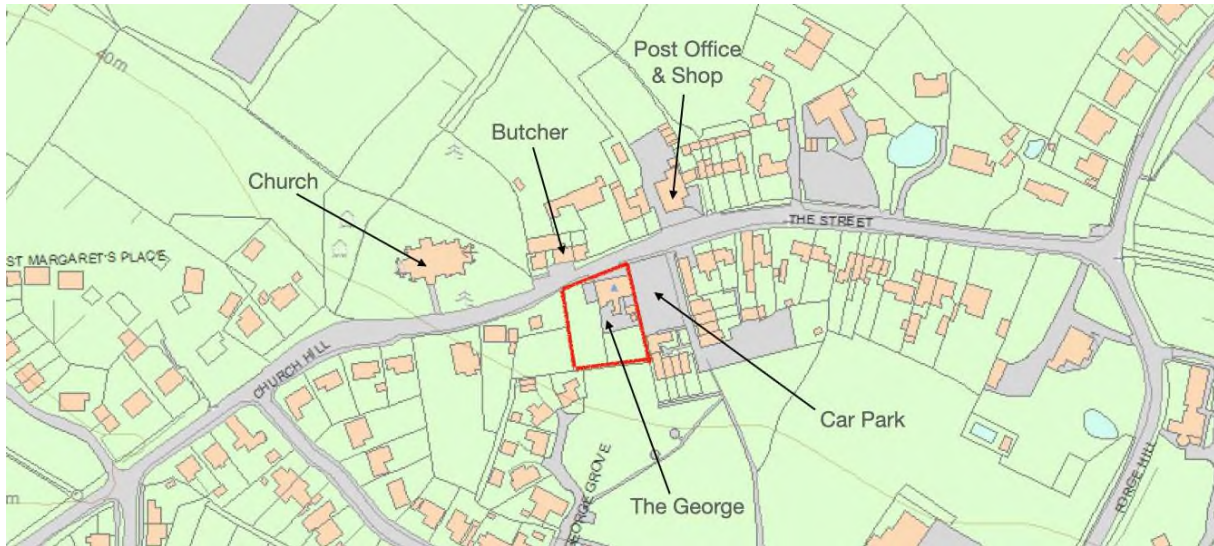 40m
Post Office
& Shop
Butcher
Church
THE STREET
ST MARGARET'S PLACE
CHURCH HILL
Car Park
The George
GEORGE GROVE
FORGE HILL
m